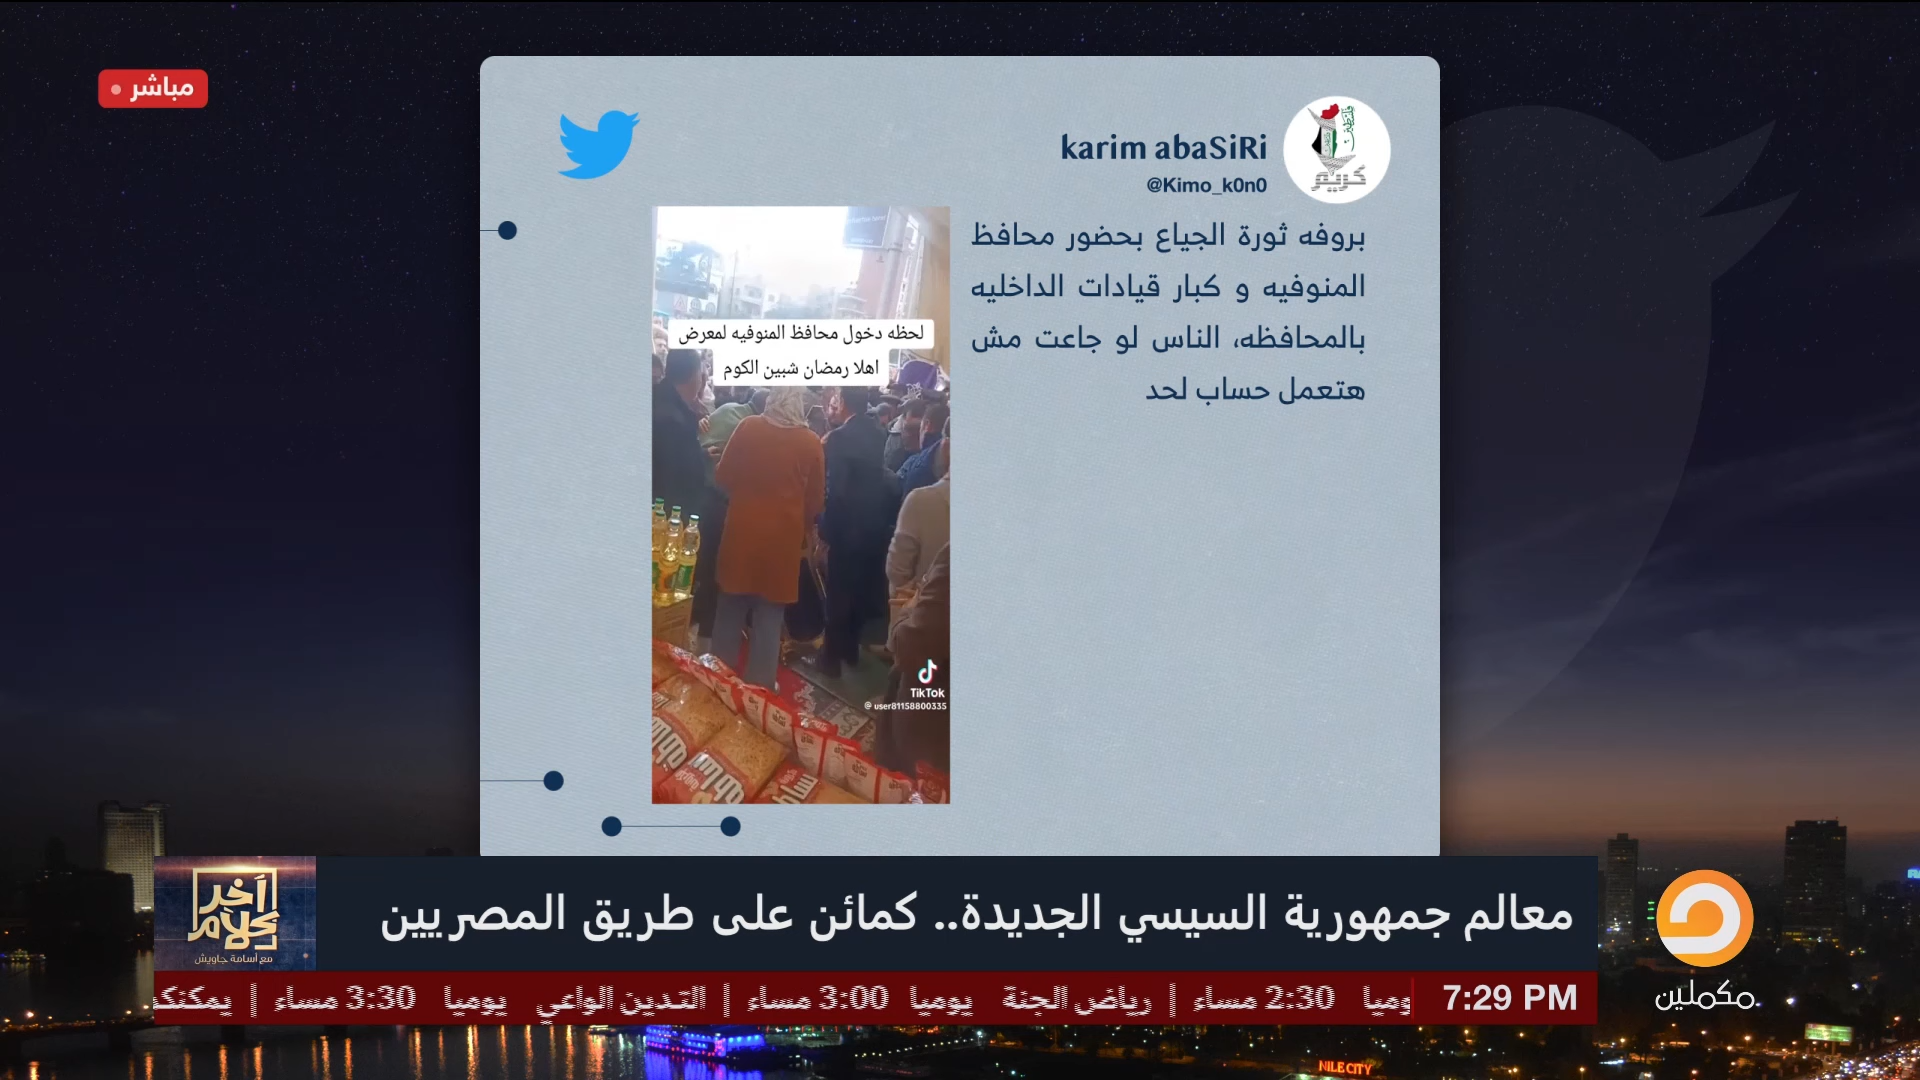 مباشر
karim abaSiRi
@Kimo_k0n0
كريم
بروفه ثورة الجياع بحضور محافظ
المنوفيه و كبار قيادات الداخليه
بالمحافظه، الناس لو جاعت مش
هتعمل حساب لحد
لحظه دخول محافظ المنوفيه لمعرض
اهلا رمضان شبين الكوم
TikTok
@ user81158800335
معالم جمهورية السيسي الجديدة.. كمائن على طريق المصريين
آخر
كلام
مع أسامة جاويش
7:29 PM
وميا 2:30 مساء | رياض الجنة يوميا 3:00 مساء | التدين الواعي يوميا 3:30 مساء | يمكنكم
مكملين
NILE CITY